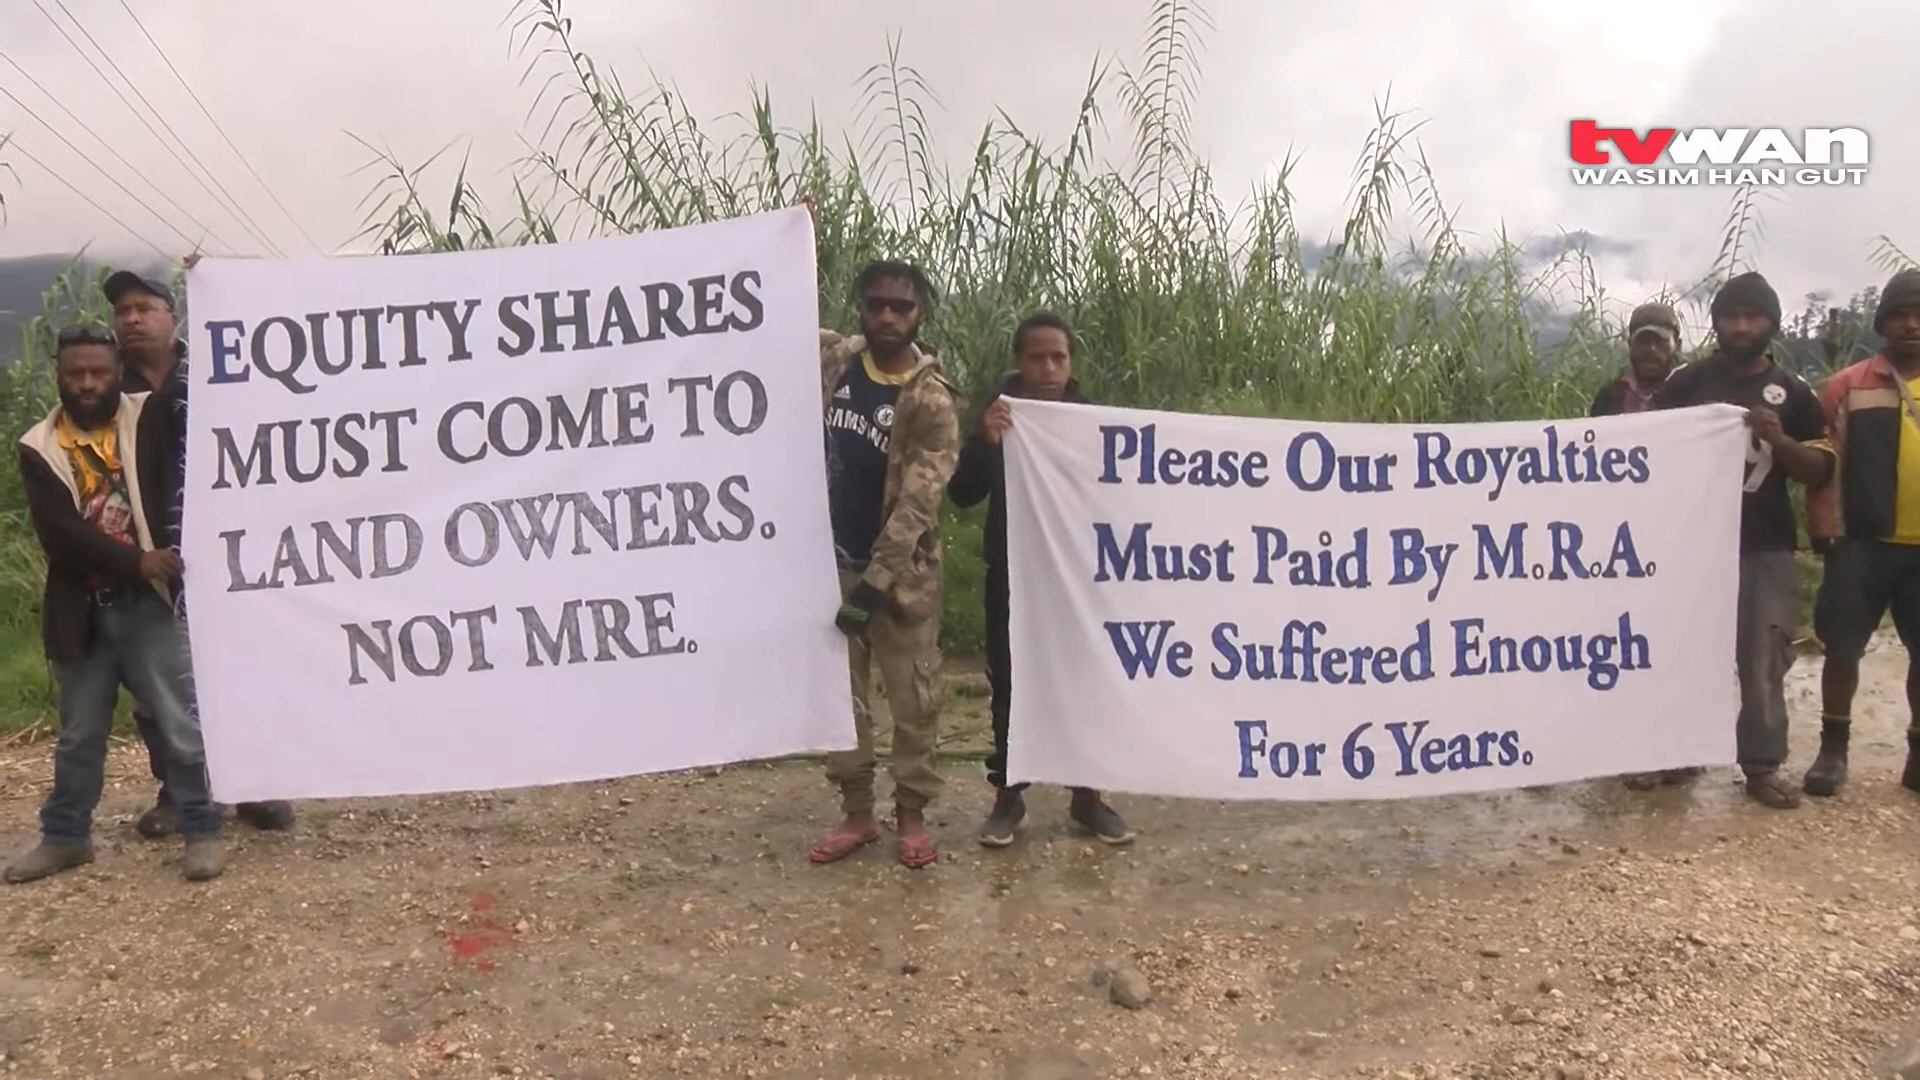 EQUITY SHARES
MUST COME TO
LAND OWNERS.
NOT MRE.
Please Our Royalties
Must Paid By M.R.A.
We Suffered Enough
For 6 Years.
tvwan
WASIM HAN GUT
SAMSUNG